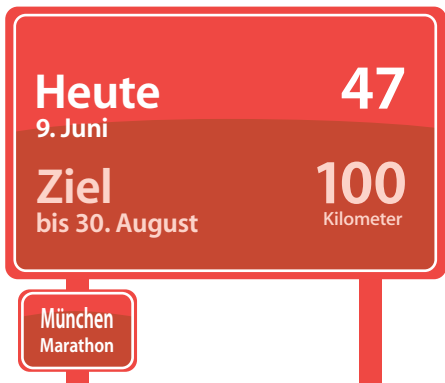 Heute 47
9. Juni
Ziel 100
bis 30. August Kilometer
München
Marathon